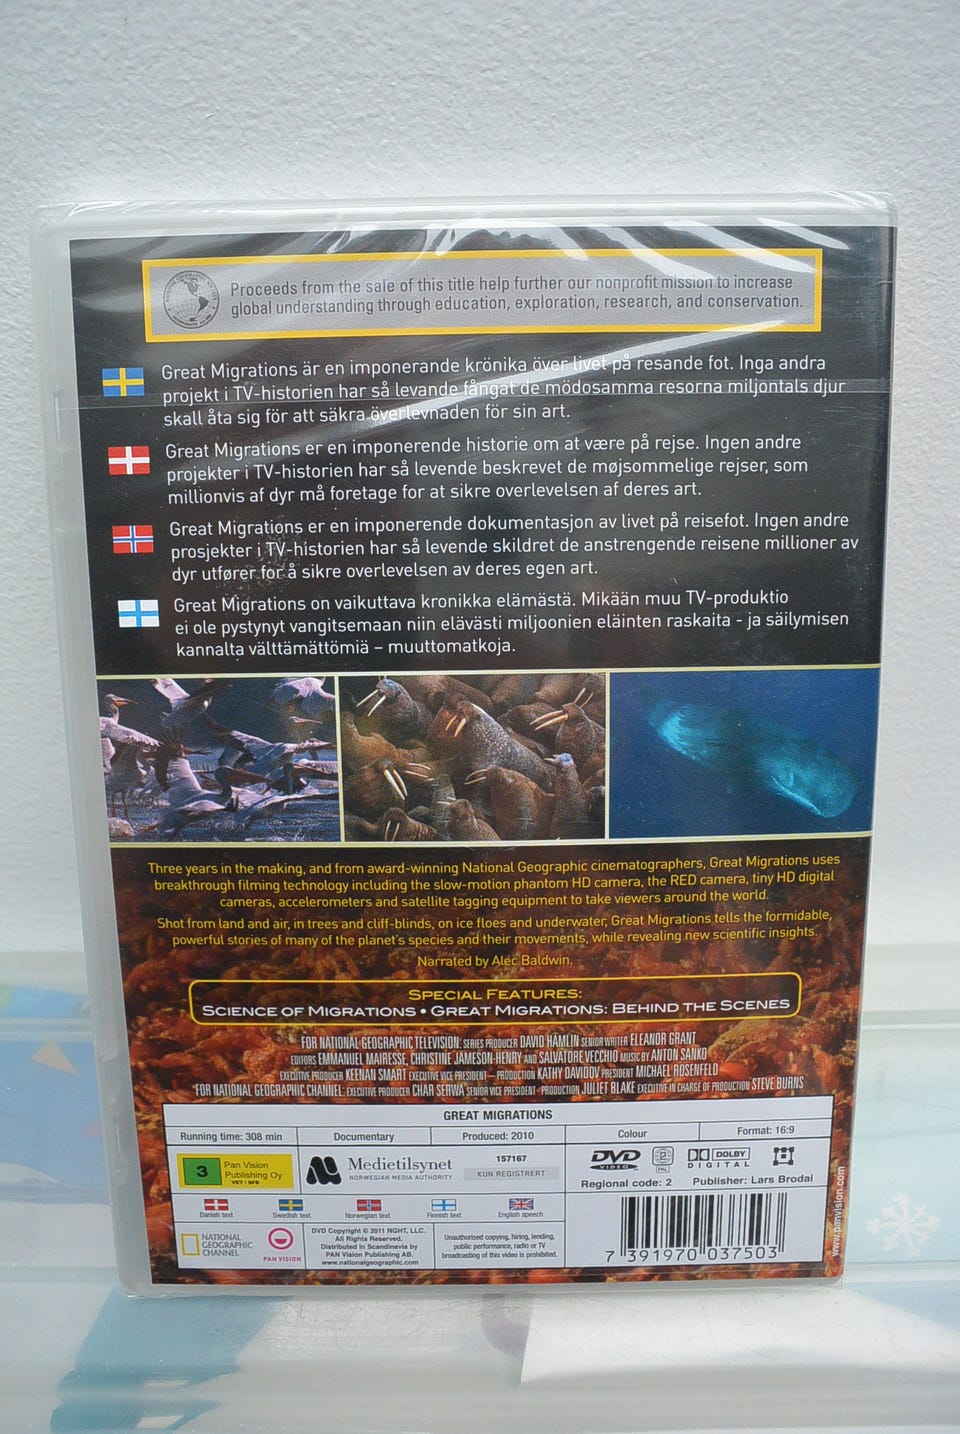 Proceeds from the sale of this title help further our nonprofit mission to increase
global understanding through education, exploration, research, and conservation.
Great Migrations är en imponerande krönika över livet på resande fot. Inga andra
projekt i TV-historien har så levande fångat de mödosamma resorna miljontals djur
skall åta sig för att säkra överlevnaden för sin art.
Great Migrations er en imponerende historie om at være på rejse. Ingen andre
projekter i TV-historien har så levende beskrevet de møjsommelige rejser, som
millionvis af dyr må foretage for at sikre overlevelsen af deres art.
Great Migrations er en imponerende dokumentasjon av livet på reisefot. Ingen andre
prosjekter i TV-historien har så levende skildret de anstrengende reisene millioner av
dyr utfører for å sikre overlevelsen av deres egen art.
Great Migrations on vaikuttava kronikka elämästä. Mikään muu TV-produktio
ei ole pystynyt vangitsemaan niin elävästi miljoonien eläinten raskaita - ja säilymisen
kannalta välttämättömiä – muuttomatkoja.
Three years in the making, and from award-winning National Geographic cinematographers, Great Migrations uses
breakthrough filming technology including the slow-motion phantom HD camera, the RED camera, tiny HD digital
cameras, accelerometers and satellite tagging equipment to take viewers around the world.
Shot from land and air, in trees and cliff-blinds, on ice floes and underwater, Great Migrations tells the formidable,
powerful stories of many of the planet's species and their movements, while revealing new scientific insights.
Narrated by Alec Baldwin.
SPECIAL FEATURES:
SCIENCE OF MIGRATIONS • GREAT MIGRATIONS: BEHIND THE SCENES
FOR NATIONAL GEOGRAPHIC TELEVISION: SERIES PRODUCER DAVID HAMLIN SENIOR WRITER ELEANOR GRANT
EDITORS EMMANUEL MAIRESSE, CHRISTINE JAMESON-HENRY AND SALVATORE VECCHIO MUSIC BY ANTON SANKO
EXECUTIVE PRODUCER KEENAN SMART EXECUTIVE VICE PRESIDENT – PRODUCTION KATHY DAVIDOV PRESIDENT MICHAEL ROSENFELD
FOR NATIONAL GEOGRAPHIC CHANNEL: EXECUTIVE PRODUCER CHAR SERWA SENIOR VICE PRESIDENT - PRODUCTION JULIET BLAKE EXECUTIVE IN CHARGE OF PRODUCTION STEVE BURNS
GREAT MIGRATIONS
Running time: 308 min Documentary Produced: 2010 Colour Format: 16:9
3 Pan Vision
Publishing Oy
VET / SFB
Medietilsynet
NORWEGIAN MEDIA AUTHORITY
157167
KUN REGISTRERT
DVD VIDEO 2 PAL DOLBY DIGITAL
Regional code: 2 Publisher: Lars Brodal
Danish text Swedish text Norwegian text Finnish text English speech
NATIONAL
GEOGRAPHIC
CHANNEL
PAN VISION
DVD Copyright © 2011 NGHT, LLC.
All Rights Reserved.
Distributed in Scandinavia by
PAN Vision Publishing AB.
www.nationalgeographic.com
Unauthorised copying, hiring, lending,
public performance, radio or TV
broadcasting of this video is prohibited.
7 391970 037503
www.panvision.com